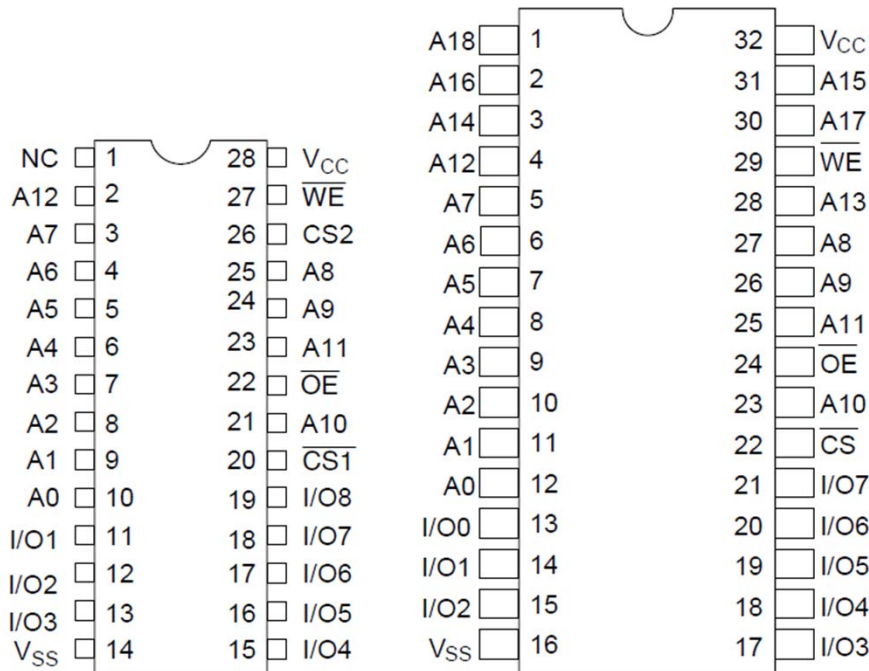 A18 1 32 VCC
A16 2 31 A15
A14 3 30 A17
A12 4 29 WE
A7 5 28 A13
A6 6 27 A8
A5 7 26 A9
A4 8 25 A11
A3 9 24 OE
A2 10 23 A10
A1 11 22 CS
A0 12 21 I/O7
I/O0 13 20 I/O6
I/O1 14 19 I/O5
I/O2 15 18 I/O4
VSS 16 17 I/O3
NC 1 28 VCC
A12 2 27 WE
A7 3 26 CS2
A6 4 25 A8
A5 5 24 A9
A4 6 23 A11
A3 7 22 OE
A2 8 21 A10
A1 9 20 CS1
A0 10 19 I/O8
I/O1 11 18 I/O7
I/O2 12 17 I/O6
I/O3 13 16 I/O5
VSS 14 15 I/O4